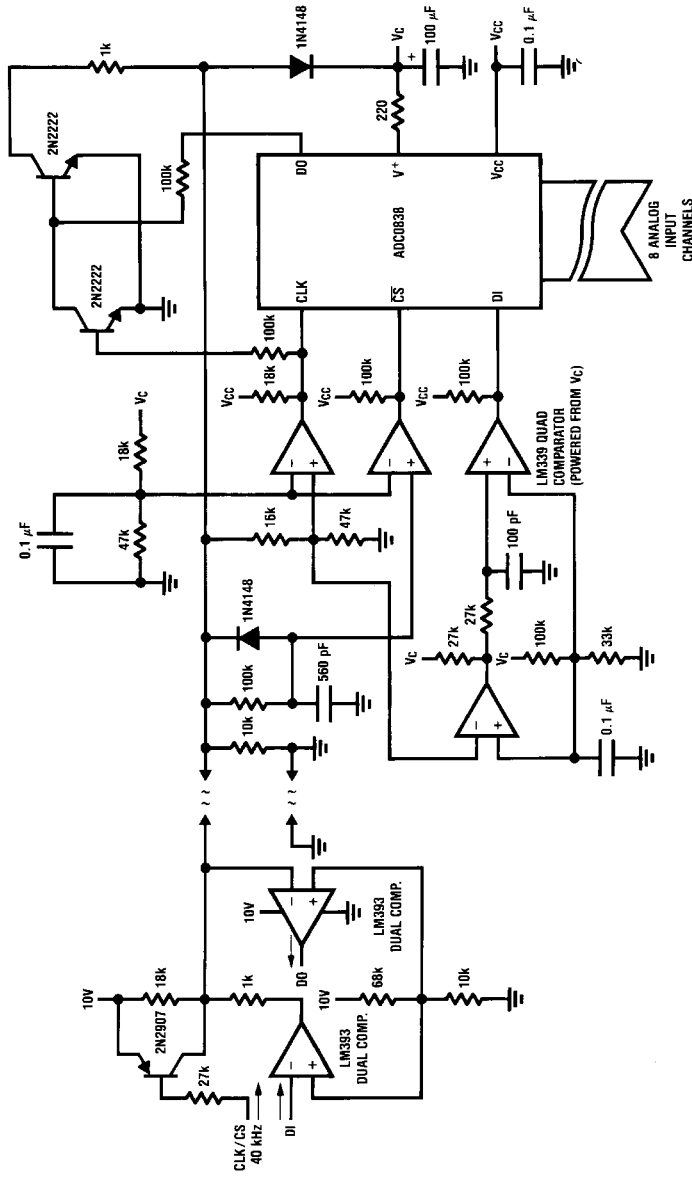 CLK/CS
40 kHz
DI
27k
2N2907
10V
18k
1k
LM393
DUAL COMP.
10V
68k
10k
10V
DO
LM393
DUAL COMP.
+
−
+
−
~ ~
~ ~
10k
100k
560 pF
1N4148
0.1 µF
47k
18k
VC
16k
47k
−
+
−
+
0.1 µF
−
+
VC
27k
27k
VC
100k
33k
100 pF
+
−
LM339 QUAD
COMPARATOR
(POWERED FROM VC)
VCC
18k
100k
VCC
100k
VCC
100k
2N2222
2N2222
1k
100k
CLK
CS
DI
ADC0838
DO
V+
VCC
220
1N4148
VC
+
100 µF
VCC
0.1 µF
8 ANALOG
INPUT
CHANNELS